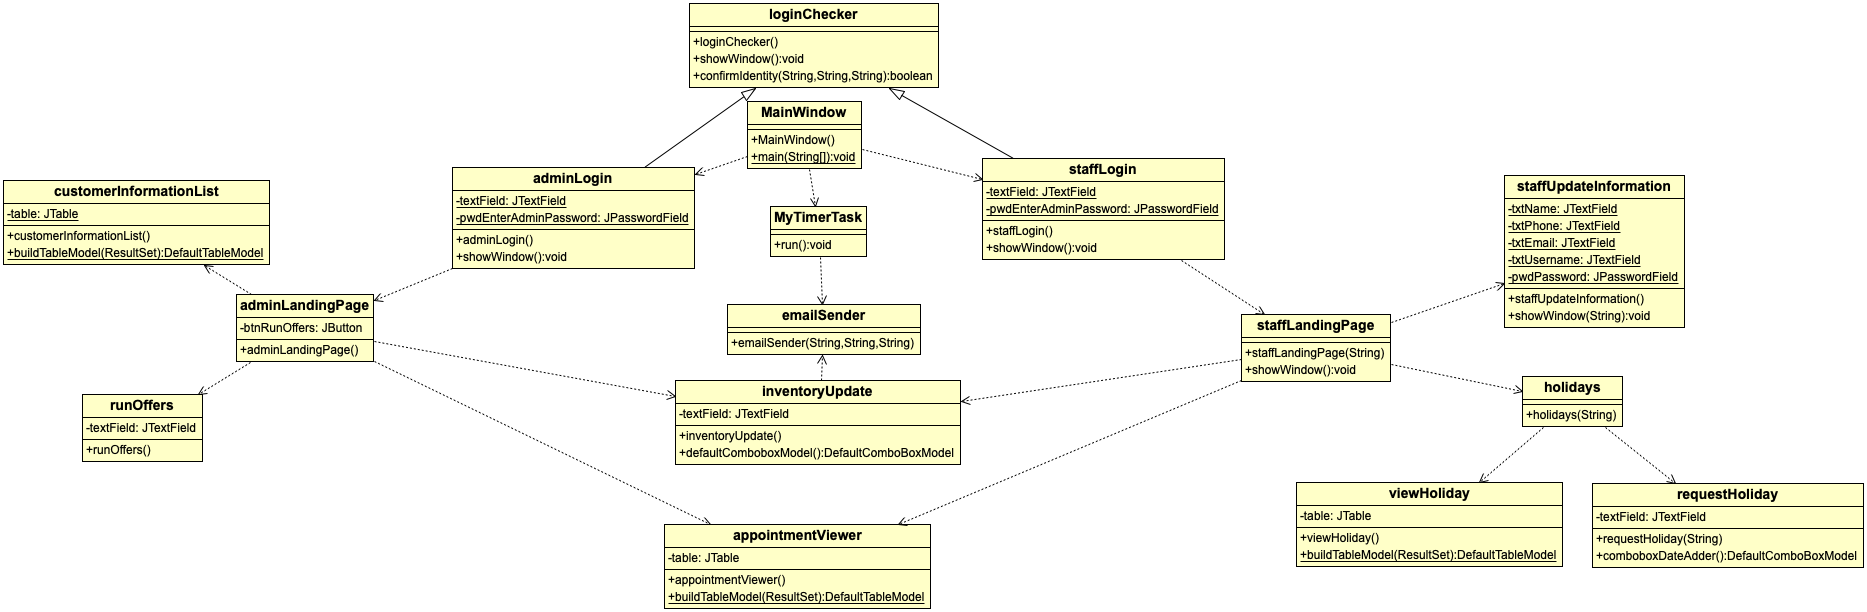 loginChecker
+loginChecker()
+showWindow():void
+confirmIdentity(String,String,String):boolean
MainWindow
+MainWindow()
+main(String[]):void
adminLogin
-textField: JTextField
-pwdEnterAdminPassword: JPasswordField
+adminLogin()
+showWindow():void
staffLogin
-textField: JTextField
-pwdEnterAdminPassword: JPasswordField
+staffLogin()
+showWindow():void
customerInformationList
-table: JTable
+customerInformationList()
+buildTableModel(ResultSet):DefaultTableModel
MyTimerTask
+run():void
staffUpdateInformation
-txtName: JTextField
-txtPhone: JTextField
-txtEmail: JTextField
-txtUsername: JTextField
-pwdPassword: JPasswordField
+staffUpdateInformation()
+showWindow(String):void
adminLandingPage
-btnRunOffers: JButton
+adminLandingPage()
emailSender
+emailSender(String,String,String)
staffLandingPage
+staffLandingPage(String)
+showWindow():void
runOffers
-textField: JTextField
+runOffers()
inventoryUpdate
-textField: JTextField
+inventoryUpdate()
+defaultComboboxModel():DefaultComboBoxModel
holidays
+holidays(String)
viewHoliday
-table: JTable
+viewHoliday()
+buildTableModel(ResultSet):DefaultTableModel
requestHoliday
-textField: JTextField
+requestHoliday(String)
+comboboxDateAdder():DefaultComboBoxModel
appointmentViewer
-table: JTable
+appointmentViewer()
+buildTableModel(ResultSet):DefaultTableModel